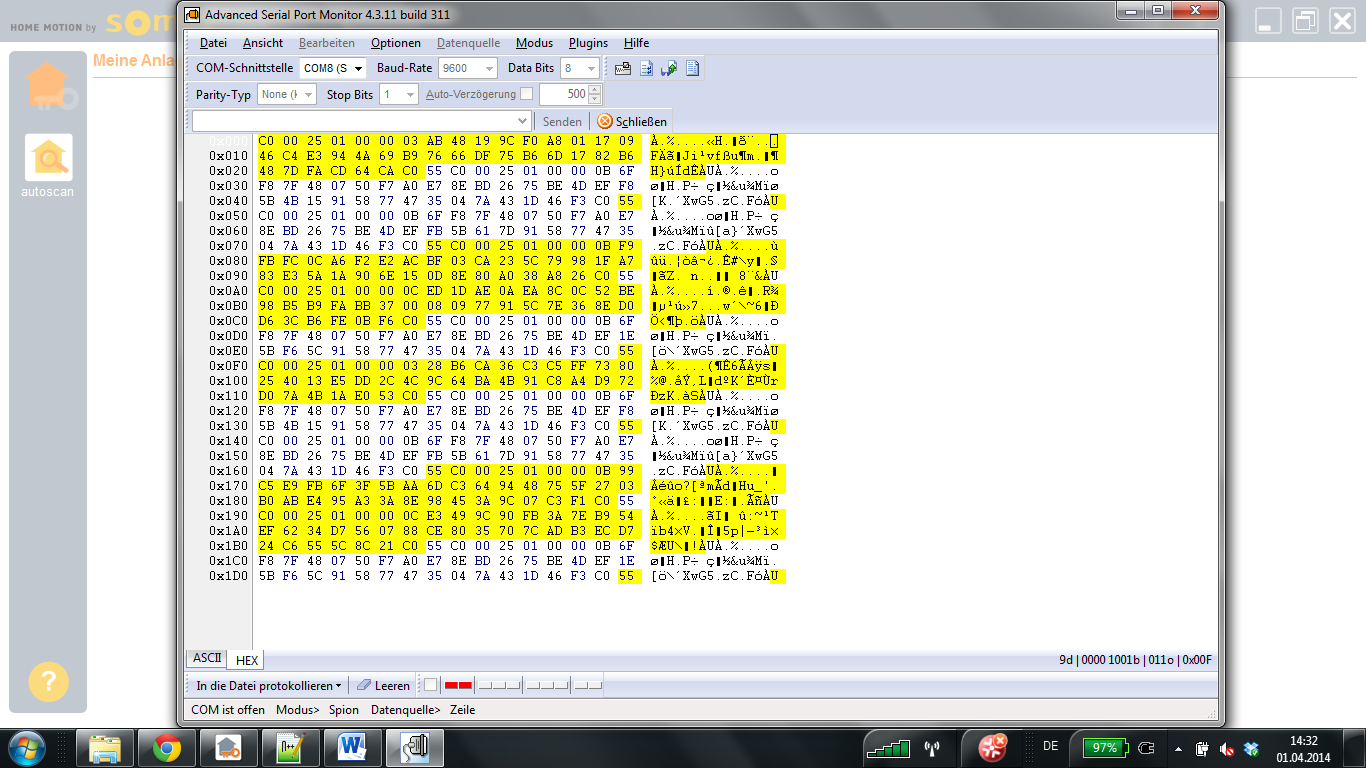 HOME MOTION by som
Advanced Serial Port Monitor 4.3.11 build 311
Datei Ansicht Bearbeiten Optionen Datenquelle Modus Plugins Hilfe
Meine Anla
COM-Schnittstelle COM8 (S Baud-Rate 9600 Data Bits 8
Parity-Typ None (k Stop Bits 1 Auto-Verzögerung 500
Senden Schließen
0x000 C0 00 25 01 00 00 03 AB 48 19 9C F0 A8 01 17 09
0x010 46 C4 E3 94 4A 69 B9 76 66 DF 75 B6 6D 17 82 B6
0x020 48 7D FA CD 64 CA C0 55 C0 00 25 01 00 00 0B 6F
0x030 F8 7F 48 07 50 F7 A0 E7 8E BD 26 75 BE 4D EF F8
0x040 5B 4B 15 91 58 77 47 35 04 7A 43 1D 46 F3 C0 55
0x050 C0 00 25 01 00 00 0B 6F F8 7F 48 07 50 F7 A0 E7
0x060 8E BD 26 75 BE 4D EF FB 5B 61 7D 91 58 77 47 35
0x070 04 7A 43 1D 46 F3 C0 55 C0 00 25 01 00 00 0B F9
0x080 FB FC 0C A6 F2 E2 AC BF 03 CA 23 5C 79 98 1F A7
0x090 83 E3 5A 1A 90 6E 15 0D 8E 80 A0 38 A8 26 C0 55
0x0A0 C0 00 25 01 00 00 0C ED 1D AE 0A EA 8C 0C 52 BE
0x0B0 98 B5 B9 FA BB 37 00 08 09 77 91 5C 7E 36 8E D0
0x0C0 D6 3C B6 FE 0B F6 C0 55 C0 00 25 01 00 00 0B 6F
0x0D0 F8 7F 48 07 50 F7 A0 E7 8E BD 26 75 BE 4D EF 1E
0x0E0 5B F6 5C 91 58 77 47 35 04 7A 43 1D 46 F3 C0 55
0x0F0 C0 00 25 01 00 00 03 28 B6 CA 36 C3 C5 FF 73 80
0x100 25 40 13 E5 DD 2C 4C 9C 64 BA 4B 91 C8 A4 D9 72
0x110 D0 7A 4B 1A E0 53 C0 55 C0 00 25 01 00 00 0B 6F
0x120 F8 7F 48 07 50 F7 A0 E7 8E BD 26 75 BE 4D EF F8
0x130 5B 4B 15 91 58 77 47 35 04 7A 43 1D 46 F3 C0 55
0x140 C0 00 25 01 00 00 0B 6F F8 7F 48 07 50 F7 A0 E7
0x150 8E BD 26 75 BE 4D EF FB 5B 61 7D 91 58 77 47 35
0x160 04 7A 43 1D 46 F3 C0 55 C0 00 25 01 00 00 0B 99
0x170 C5 E9 FB 6F 3F 5B AA 6D C3 64 94 48 75 5F 27 03
0x180 B0 AB E4 95 A3 3A 8E 98 45 3A 9C 07 C3 F1 C0 55
0x190 C0 00 25 01 00 00 0C E3 49 9C 90 FB 3A 7E B9 54
0x1A0 EF 62 34 D7 56 07 88 CE 80 35 70 7C AD B3 EC D7
0x1B0 24 C6 55 5C 8C 21 C0 55 C0 00 25 01 00 00 0B 6F
0x1C0 F8 7F 48 07 50 F7 A0 E7 8E BD 26 75 BE 4D EF 1E
0x1D0 5B F6 5C 91 58 77 47 35 04 7A 43 1D 46 F3 C0 55
autoscan
?
ASCII HEX
9d | 0000 1001b | 011o | 0x00F
In die Datei protokollieren Leeren
COM ist offen Modus> Spion Datenquelle> Zeile
DE 97% 14:32
01.04.2014